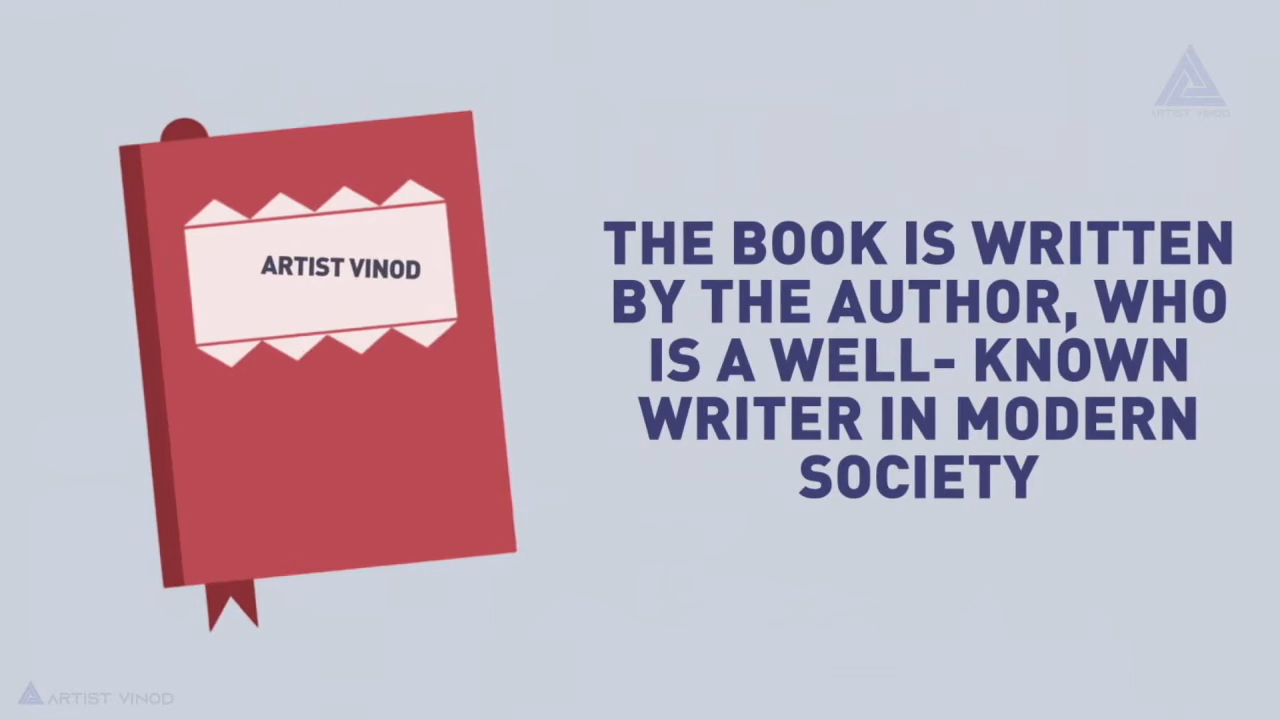 ARTIST VINOD
ARTIST VINOD
THE BOOK IS WRITTEN
BY THE AUTHOR, WHO
IS A WELL- KNOWN
WRITER IN MODERN
SOCIETY
ARTIST VINOD